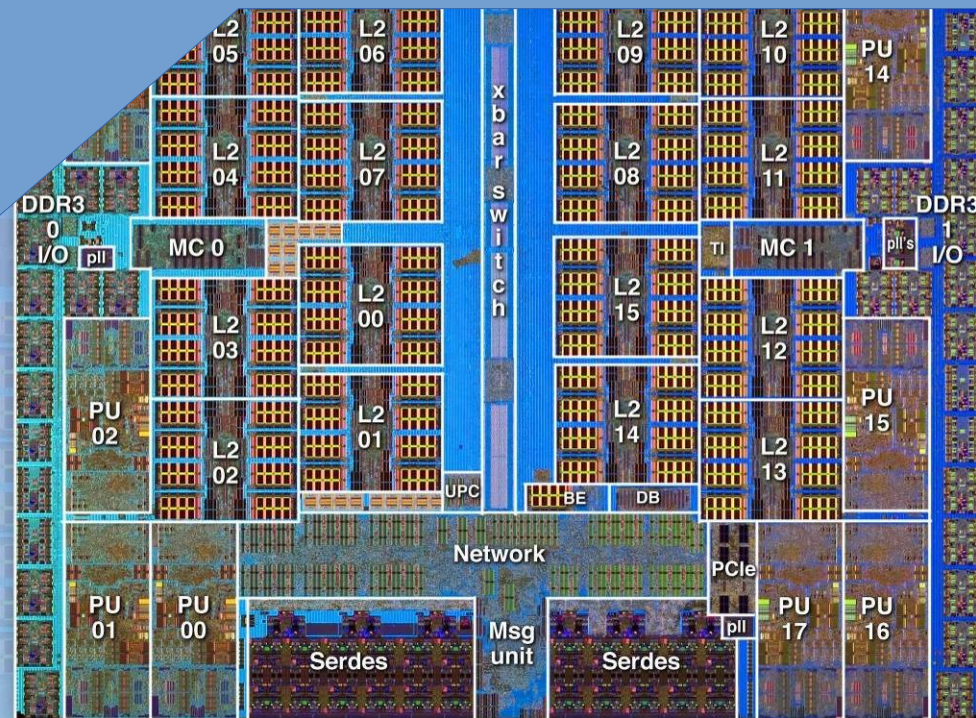 L2
05
L2
06
L2
09
L2
10
PU
14
xbar switch
L2
04
L2
07
L2
08
L2
11
DDR3
0
I/O
pll
MC 0
TI
MC 1
pll's
DDR3
1
I/O
L2
03
L2
00
L2
15
L2
12
PU
02
L2
02
L2
01
L2
14
L2
13
PU
15
UPC
BE
DB
Network
PCIe
pll
PU
01
PU
00
Serdes
Msg
unit
Serdes
PU
17
PU
16